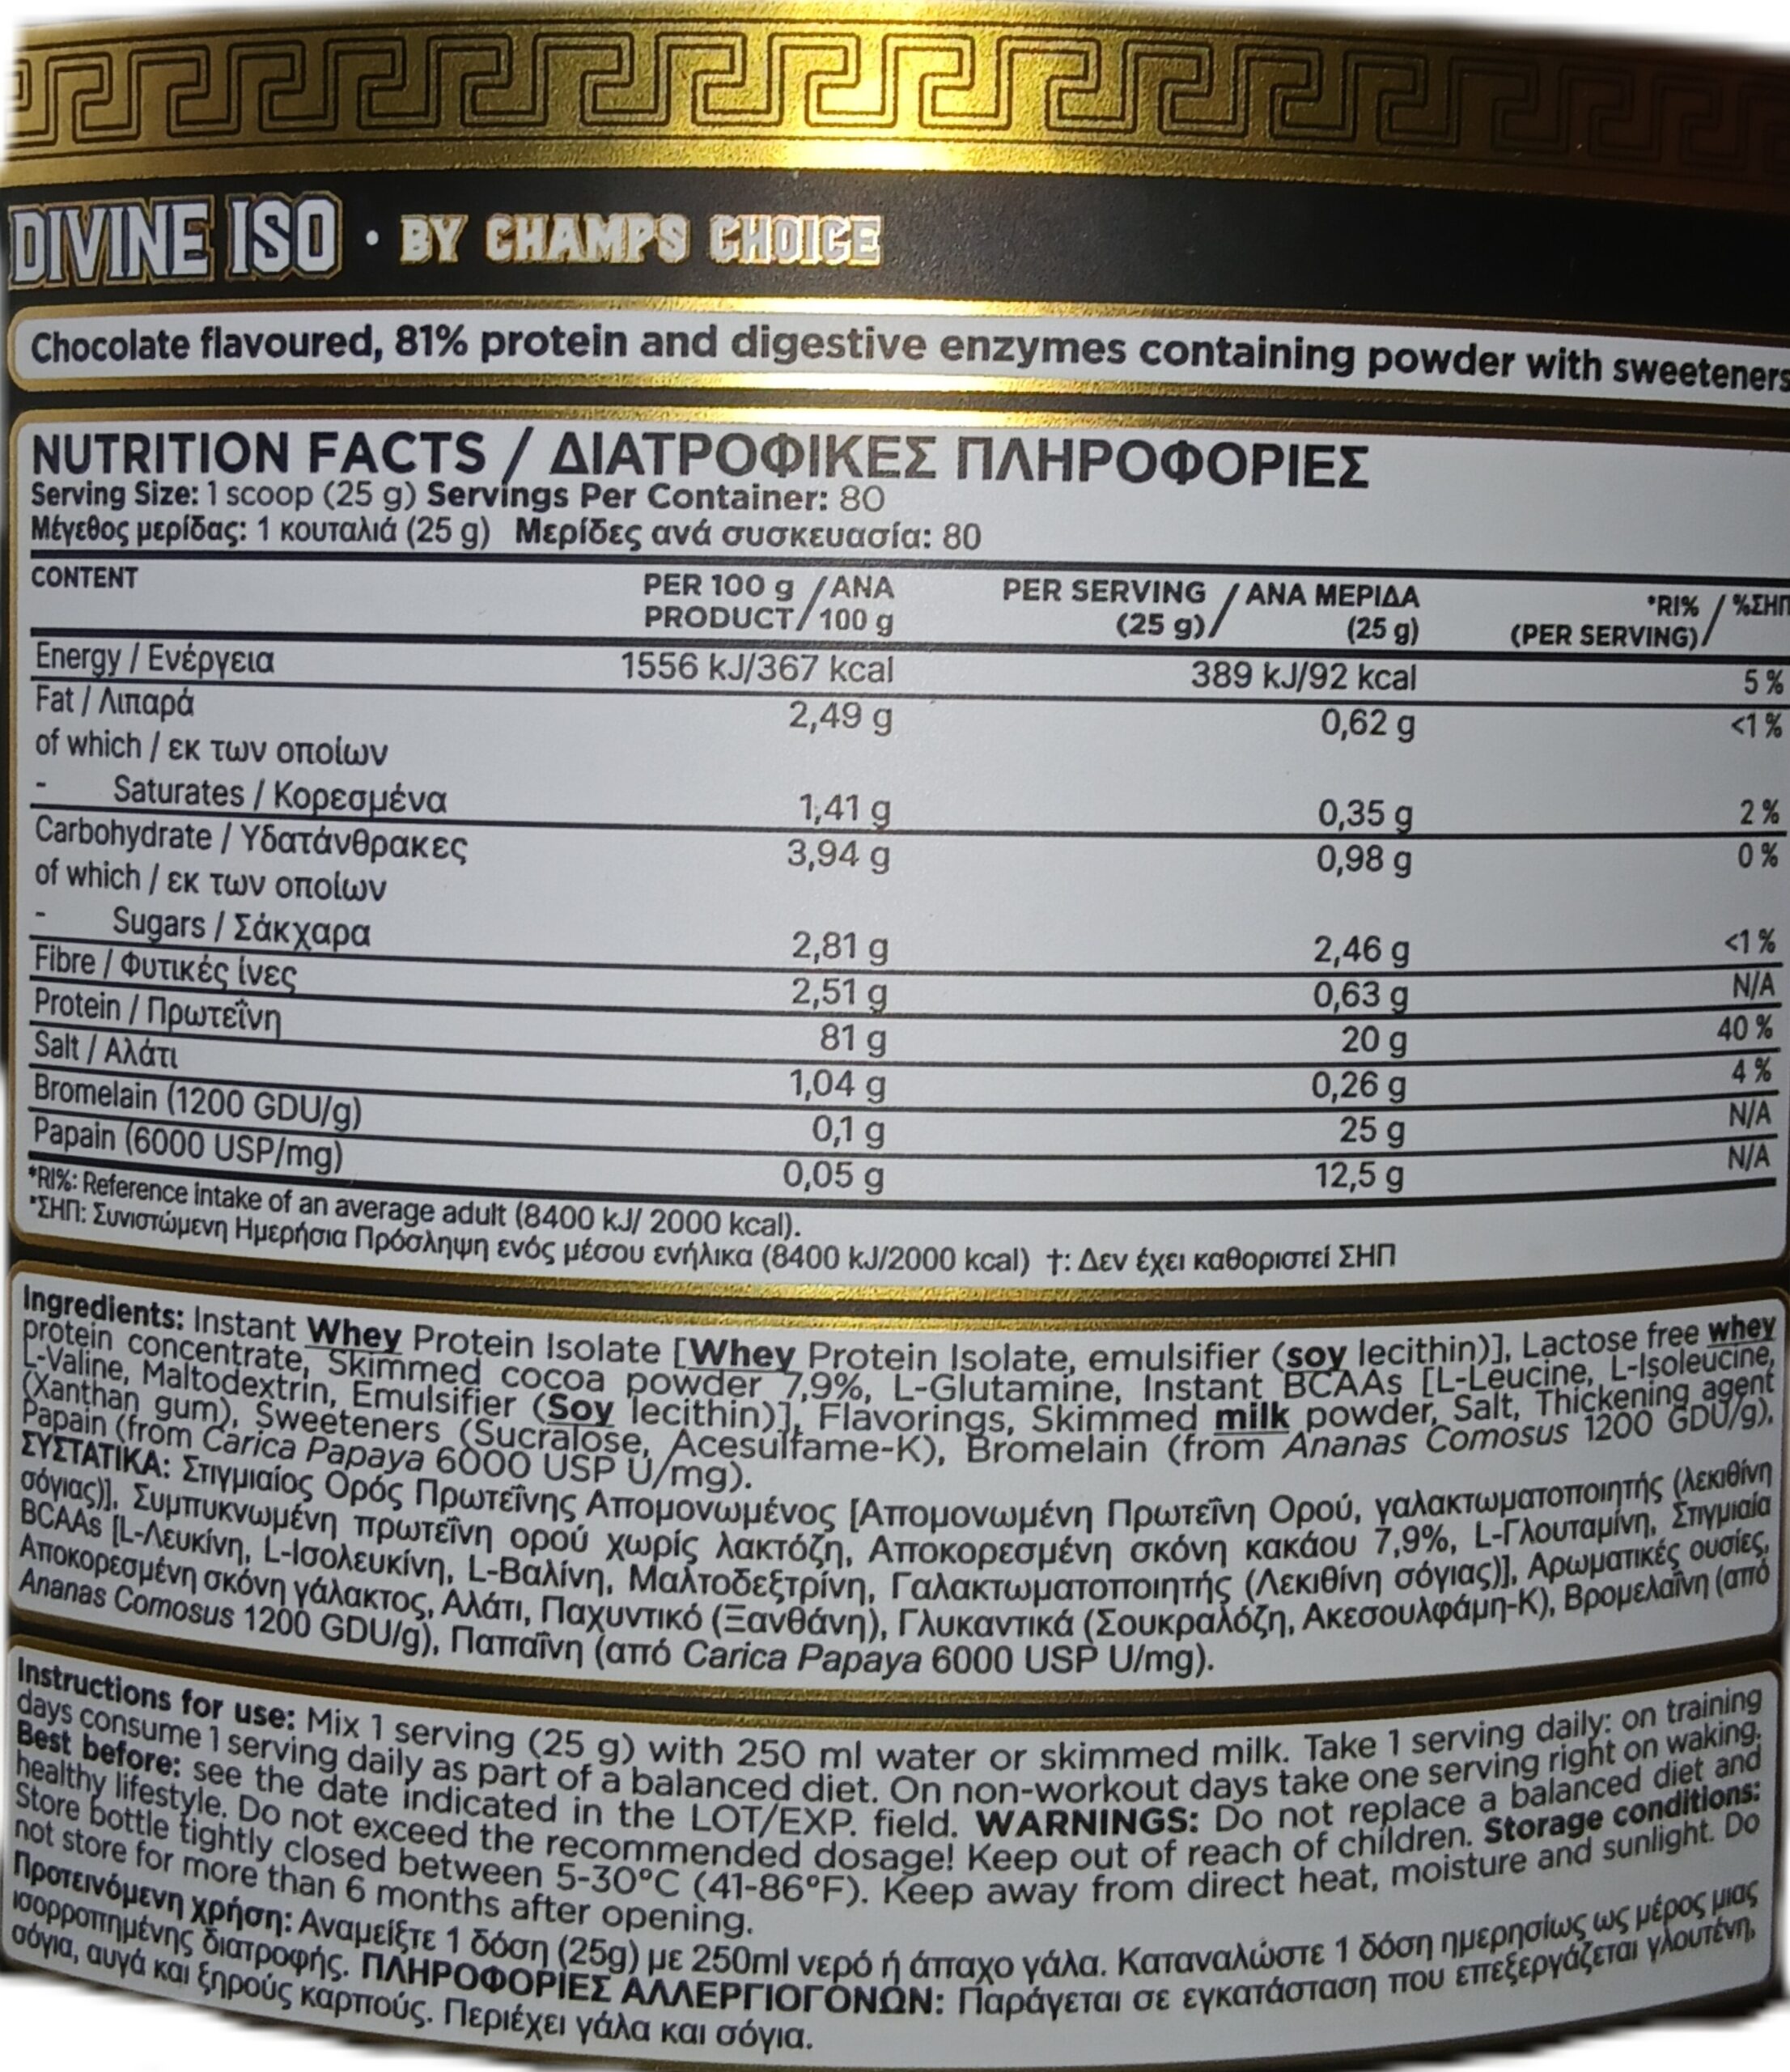 DIVINE ISO · BY CHAMPS CHOICE
Chocolate flavoured, 81% protein and digestive enzymes containing powder with sweeteners
NUTRITION FACTS / ΔΙΑΤΡΟΦΙΚΕΣ ΠΛΗΡΟΦΟΡΙΕΣ
Serving Size: 1 scoop (25 g) Servings Per Container: 80
Μέγεθος μερίδας: 1 κουταλιά (25 g) Μερίδες ανά συσκευασία: 80
CONTENT PER 100 g PRODUCT / ΑΝΑ 100 g PER SERVING (25 g) / ΑΝΑ ΜΕΡΙΔΑ (25 g) *RI% (PER SERVING) / %ΣΗΠ
Energy / Ενέργεια 1556 kJ/367 kcal 389 kJ/92 kcal 5 %
Fat / Λιπαρά 2,49 g 0,62 g <1 %
of which / εκ των οποίων
- Saturates / Κορεσμένα 1,41 g 0,35 g 2 %
Carbohydrate / Υδατάνθρακες 3,94 g 0,98 g 0 %
of which / εκ των οποίων
- Sugars / Σάκχαρα 2,81 g 2,46 g <1 %
Fibre / Φυτικές ίνες 2,51 g 0,63 g N/A
Protein / Πρωτεΐνη 81 g 20 g 40 %
Salt / Αλάτι 1,04 g 0,26 g 4 %
Bromelain (1200 GDU/g) 0,1 g 25 g N/A
Papain (6000 USP/mg) 0,05 g 12,5 g N/A
*RI%: Reference intake of an average adult (8400 kJ/ 2000 kcal).
*ΣΗΠ: Συνιστώμενη Ημερήσια Πρόσληψη ενός μέσου ενήλικα (8400 kJ/2000 kcal) †: Δεν έχει καθοριστεί ΣΗΠ
Ingredients: Instant Whey Protein Isolate [Whey Protein Isolate, emulsifier (soy lecithin)], Lactose free whey
protein concentrate, Skimmed cocoa powder 7,9%, L-Glutamine, Instant BCAAs [L-Leucine, L-Isoleucine,
L-Valine, Maltodextrin, Emulsifier (Soy lecithin)], Flavorings, Skimmed milk powder, Salt, Thickening agent
(Xanthan gum), Sweeteners (Sucralose, Acesulfame-K), Bromelain (from Ananas Comosus 1200 GDU/g),
Papain (from Carica Papaya 6000 USP U/mg).
ΣΥΣΤΑΤΙΚΑ: Στιγμιαίος Ορός Πρωτεΐνης Απομονωμένος [Απομονωμένη Πρωτεΐνη Ορού, γαλακτωματοποιητής (λεκιθίνη
σόγιας)], Συμπυκνωμένη πρωτεΐνη ορού χωρίς λακτόζη, Αποκορεσμένη σκόνη κακάου 7,9%, L-Γλουταμίνη, Στιγμιαία
BCAAs [L-Λευκίνη, L-Ισολευκίνη, L-Βαλίνη, Μαλτοδεξτρίνη, Γαλακτωματοποιητής (Λεκιθίνη σόγιας)], Αρωματικές ουσίες,
Αποκορεσμένη σκόνη γάλακτος, Αλάτι, Παχυντικό (Ξανθάνη), Γλυκαντικά (Σουκραλόζη, Ακεσουλφάμη-Κ), Βρομελαΐνη (από
Ananas Comosus 1200 GDU/g), Παπαΐνη (από Carica Papaya 6000 USP U/mg).
Instructions for use: Mix 1 serving (25 g) with 250 ml water or skimmed milk. Take 1 serving daily: on training
days consume 1 serving daily as part of a balanced diet. On non-workout days take one serving right on waking.
Best before: see the date indicated in the LOT/EXP. field. WARNINGS: Do not replace a balanced diet and
healthy lifestyle. Do not exceed the recommended dosage! Keep out of reach of children. Storage conditions:
Store bottle tightly closed between 5-30°C (41-86°F). Keep away from direct heat, moisture and sunlight. Do
not store for more than 6 months after opening.
Προτεινόμενη χρήση: Αναμείξτε 1 δόση (25g) με 250ml νερό ή άπαχο γάλα. Καταναλώστε 1 δόση ημερησίως ως μέρος μιας
ισορροπημένης διατροφής. ΠΛΗΡΟΦΟΡΙΕΣ ΑΛΛΕΡΓΙΟΓΟΝΩΝ: Παράγεται σε εγκατάσταση που επεξεργάζεται γλουτένη,
σόγια, αυγά και ξηρούς καρπούς. Περιέχει γάλα και σόγια.